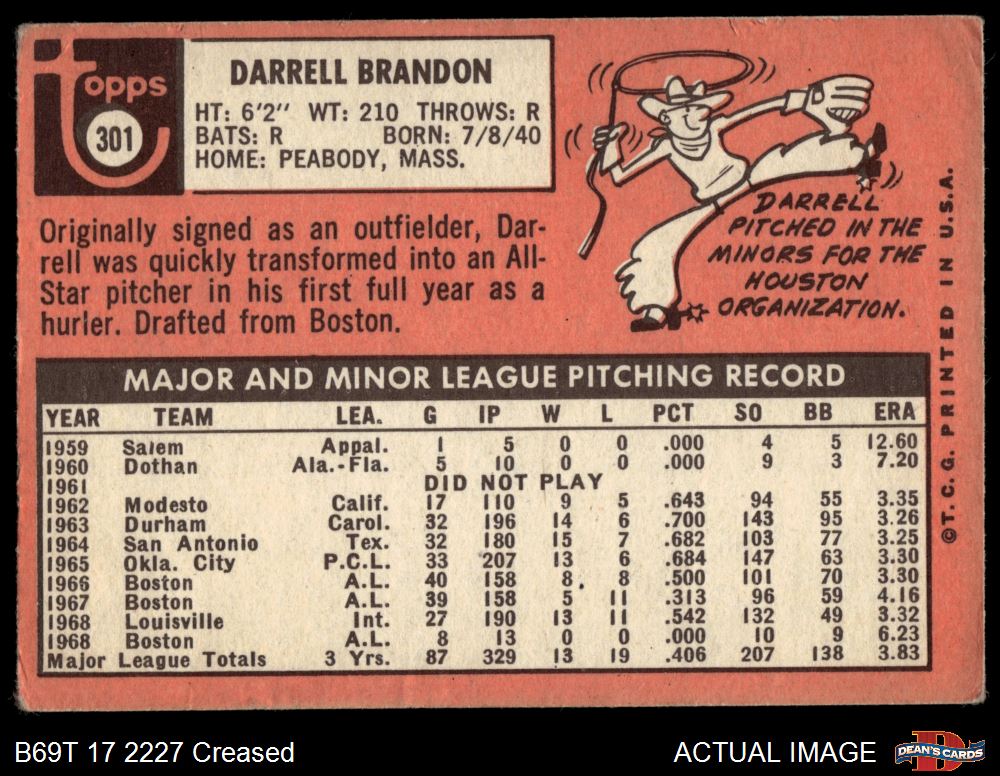 Topps
301
DARRELL BRANDON
HT: 6'2" WT: 210 THROWS: R
BATS: R BORN: 7/8/40
HOME: PEABODY, MASS.
Originally signed as an outfielder, Dar-
rell was quickly transformed into an All-
Star pitcher in his first full year as a
hurler. Drafted from Boston.
DARRELL
PITCHED IN THE
MINORS FOR THE
HOUSTON
ORGANIZATION.
©T.C.G. PRINTED IN U.S.A.
MAJOR AND MINOR LEAGUE PITCHING RECORD
YEAR TEAM LEA. G IP W L PCT SO BB ERA
1959 Salem Appal. 1 5 0 0 .000 4 5 12.60
1960 Dothan Ala.-Fla. 5 10 0 0 .000 9 3 7.20
1961 DID NOT PLAY
1962 Modesto Calif. 17 110 9 5 .643 94 55 3.35
1963 Durham Carol. 32 196 14 6 .700 143 95 3.26
1964 San Antonio Tex. 32 180 15 7 .682 103 77 3.25
1965 Okla. City P.C.L. 33 207 13 6 .684 147 63 3.30
1966 Boston A.L. 40 158 8 8 .500 101 70 3.30
1967 Boston A.L. 39 158 5 11 .313 96 59 4.16
1968 Louisville Int. 27 190 13 11 .542 132 49 3.32
1968 Boston A.L. 8 13 0 0 .000 10 9 6.23
Major League Totals 3 Yrs. 87 329 13 19 .406 207 138 3.83
B69T 17 2227 Creased
ACTUAL IMAGE
D
DEAN'S CARDS